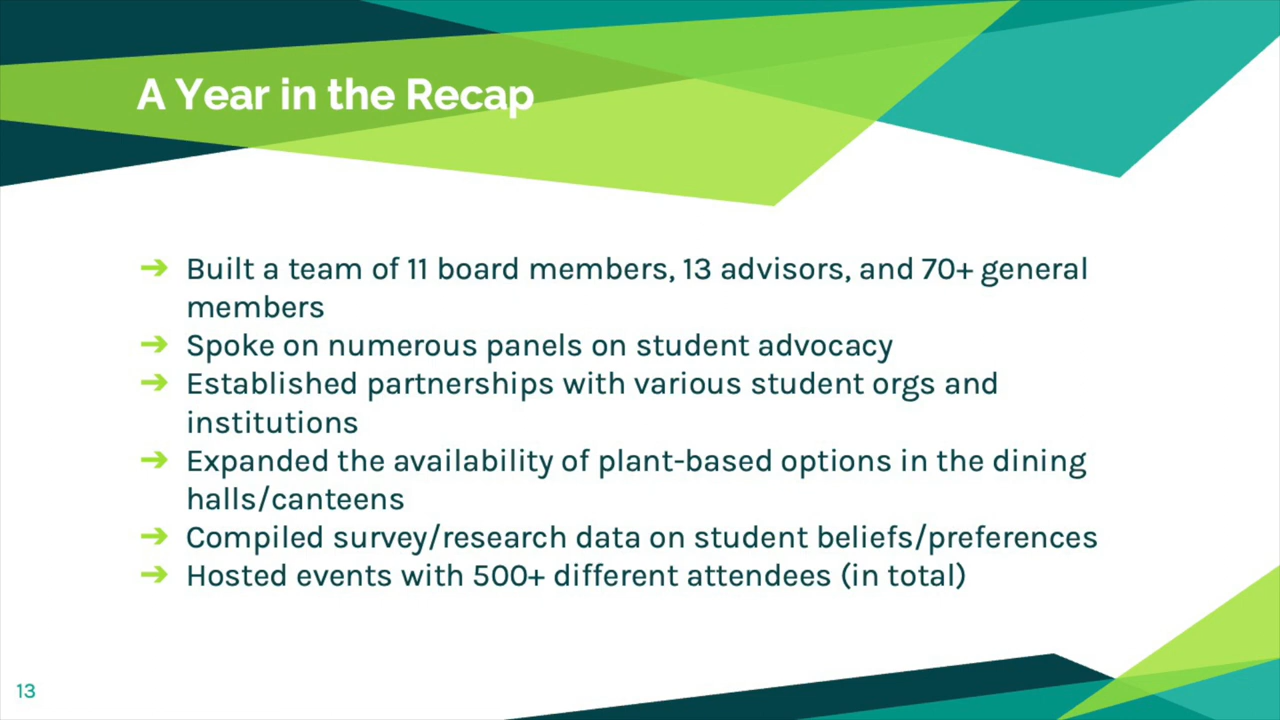 A Year in the Recap
➔ Built a team of 11 board members, 13 advisors, and 70+ general
members
➔ Spoke on numerous panels on student advocacy
➔ Established partnerships with various student orgs and
institutions
➔ Expanded the availability of plant-based options in the dining
halls/canteens
➔ Compiled survey/research data on student beliefs/preferences
➔ Hosted events with 500+ different attendees (in total)
13